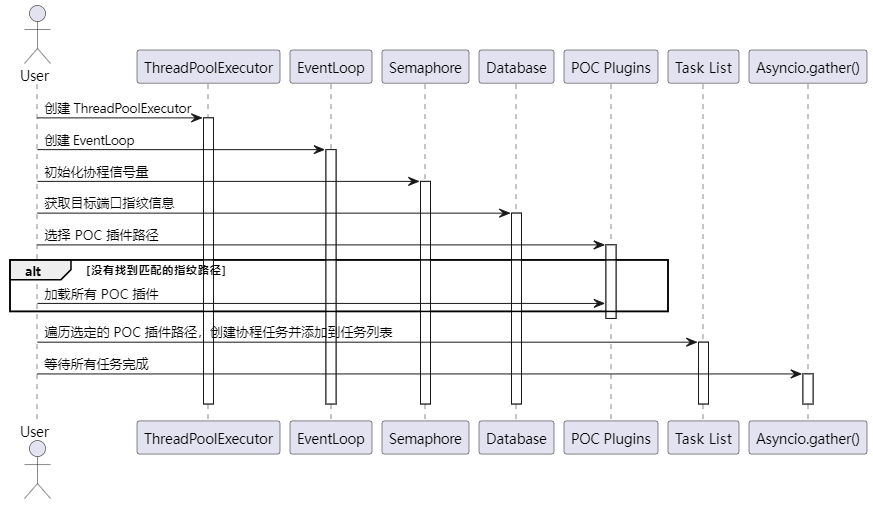 User
ThreadPoolExecutor
EventLoop
Semaphore
Database
POC Plugins
Task List
Asyncio.gather()
创建 ThreadPoolExecutor
创建 EventLoop
初始化协程信号量
获取目标端口指纹信息
选择 POC 插件路径
alt
[没有找到匹配的指纹路径]
加载所有 POC 插件
遍历选定的 POC 插件路径，创建协程任务并添加到任务列表
等待所有任务完成
User
ThreadPoolExecutor
EventLoop
Semaphore
Database
POC Plugins
Task List
Asyncio.gather()